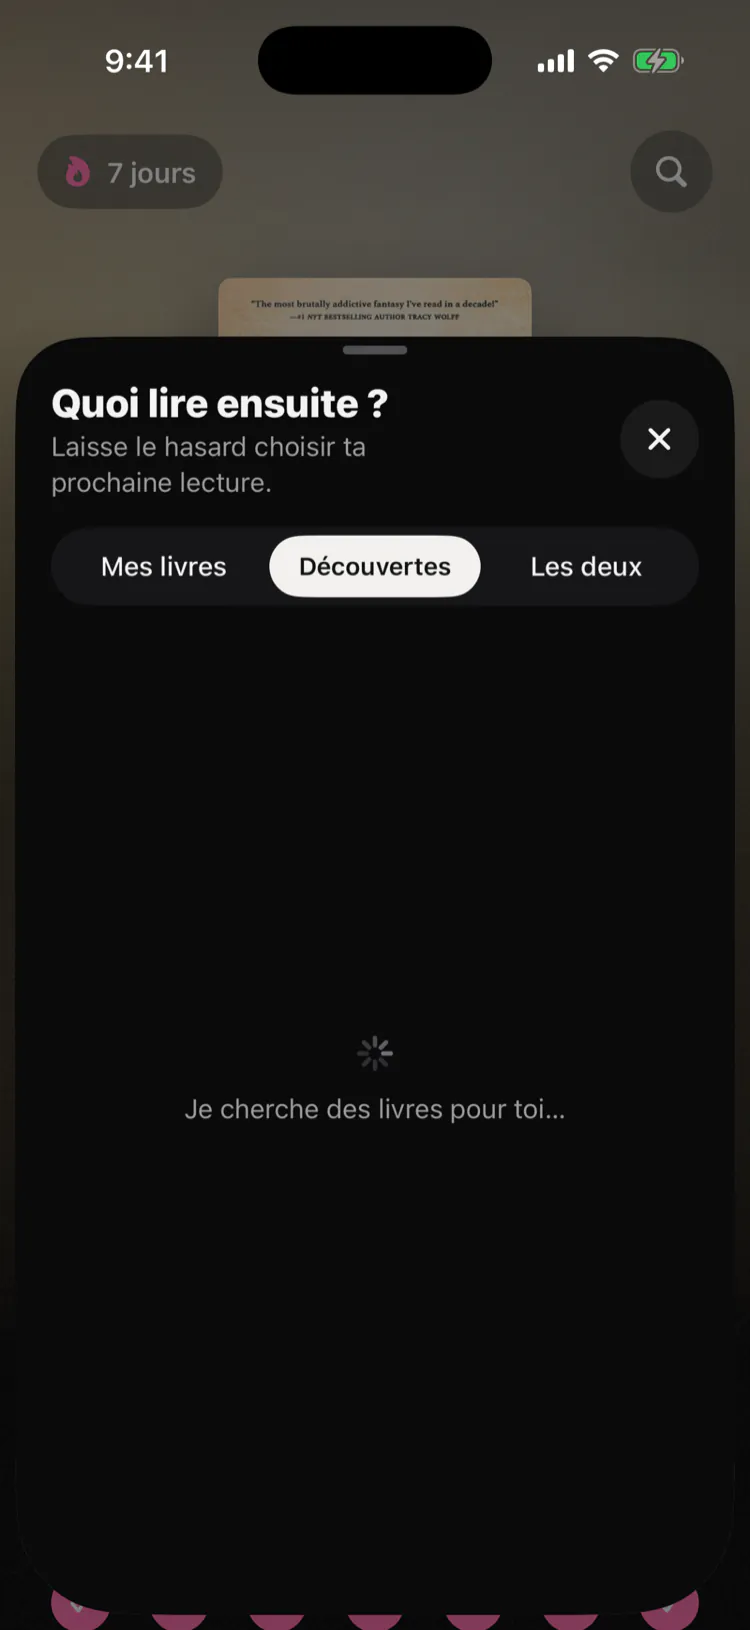 9:41
7 jours
"The most brutally addictive fantasy I've read in a decade!"
—#1 NYT BESTSELLING AUTHOR TRACY WOLFF
Quoi lire ensuite ?
Laisse le hasard choisir ta
prochaine lecture.
Mes livres
Découvertes
Les deux
Je cherche des livres pour toi...